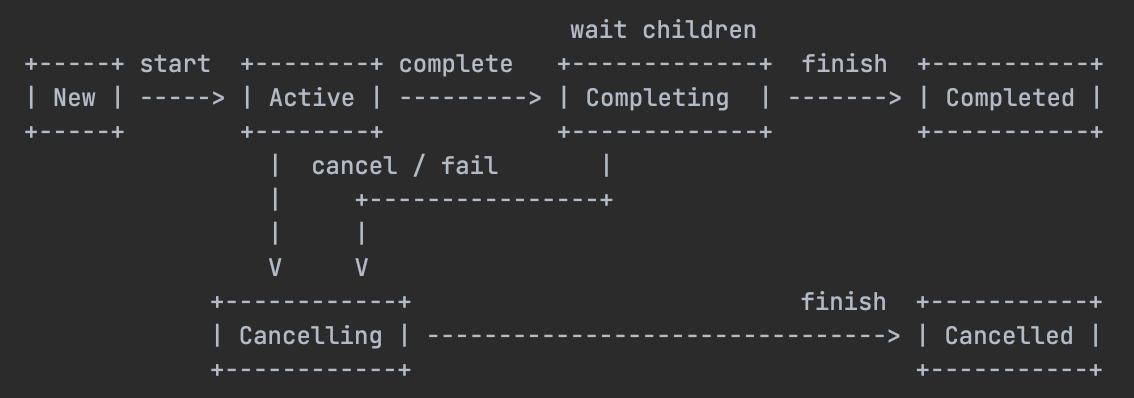 wait children
+-----+ start  +--------+ complete   +-------------+  finish  +-----------+
| New | -----> | Active | ---------> | Completing  | -------> | Completed |
+-----+        +--------+            +-------------+          +-----------+
                 |  cancel / fail       |
                 |     +----------------+
                 |     |
                 V     V
             +------------+                           finish  +-----------+
             | Cancelling | --------------------------------> | Cancelled |
             +------------+                                   +-----------+